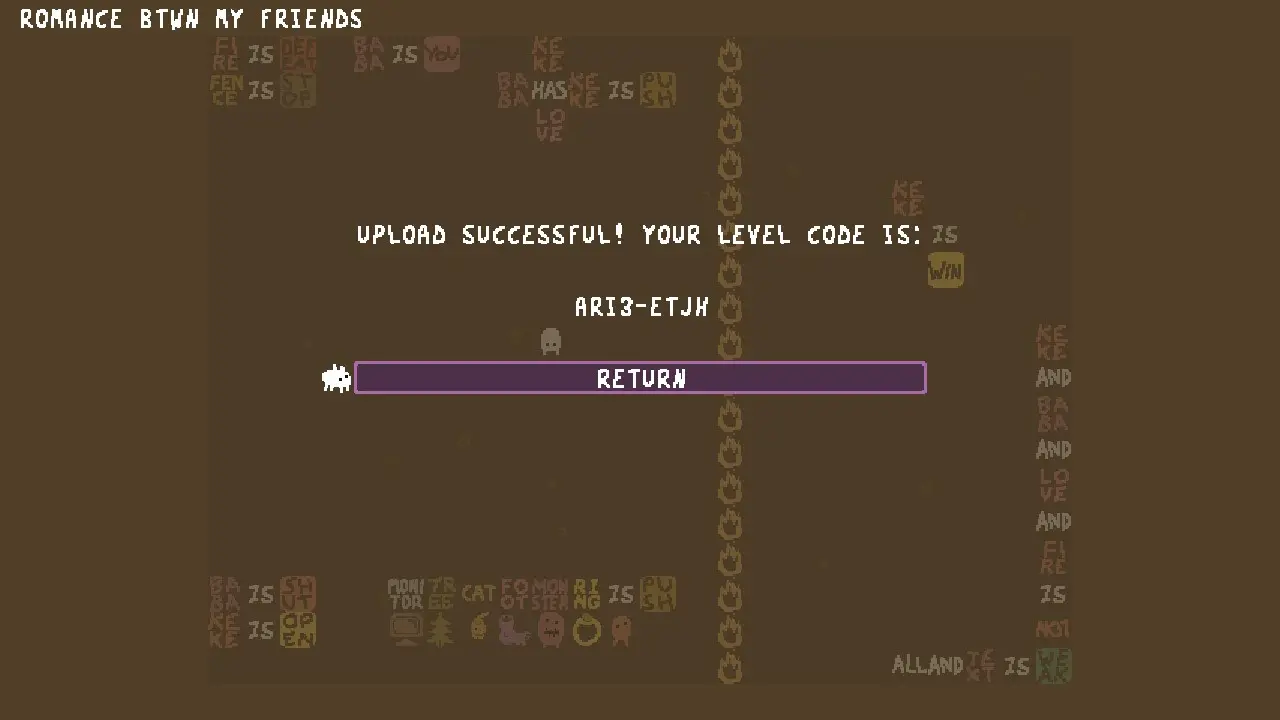 ROMANCE BTWN MY FRIENDS
FIRE IS DEFEAT BABA IS YOU KEKE
FENCE IS STOP BABA HAS KEKE IS PUSH
LOVE
KEKE
UPLOAD SUCCESSFUL! YOUR LEVEL CODE IS: IS
WIN
ARI3-ETJH
KEKE
RETURN AND
BABA
AND
LOVE
AND
FIRE
BABA IS SHUT MONITOR TREE CAT FOOT MONSTER RING IS PUSH IS
KEKE IS OPEN NOT
ALL AND TEXT IS WEAK